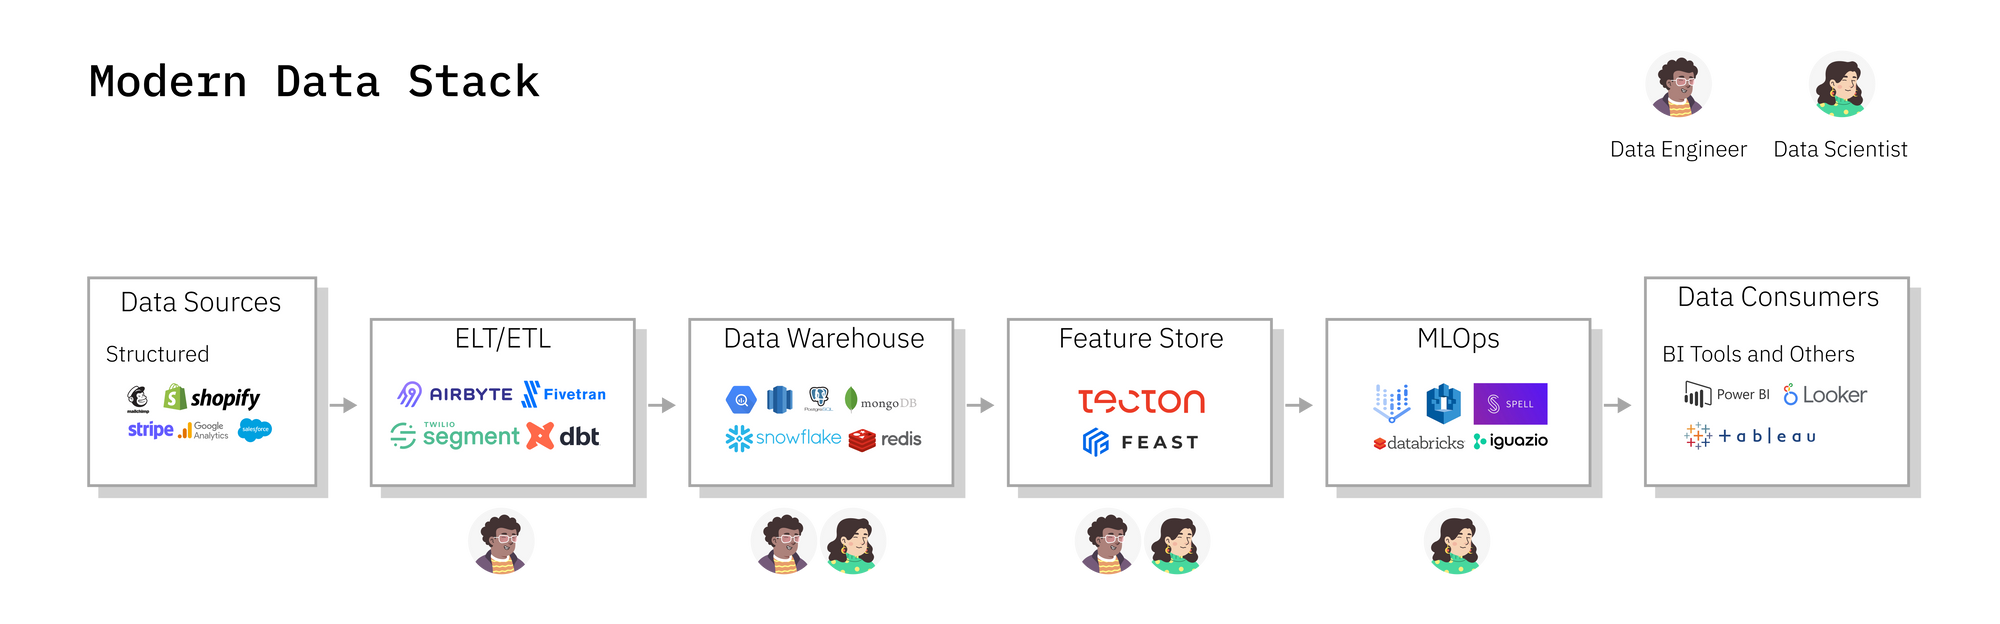 Modern Data Stack
Data Engineer
Data Scientist
Data Sources
Structured
mailchimp
shopify
stripe
Google Analytics
salesforce
ELT/ETL
AIRBYTE
Fivetran
TWILIO
segment
dbt
Data Warehouse
PostgreSQL
mongoDB
snowflake
redis
Feature Store
TECTON
FEAST
MLOps
SPELL
databricks
iguazio
Data Consumers
BI Tools and Others
Power BI
Looker
+ableau